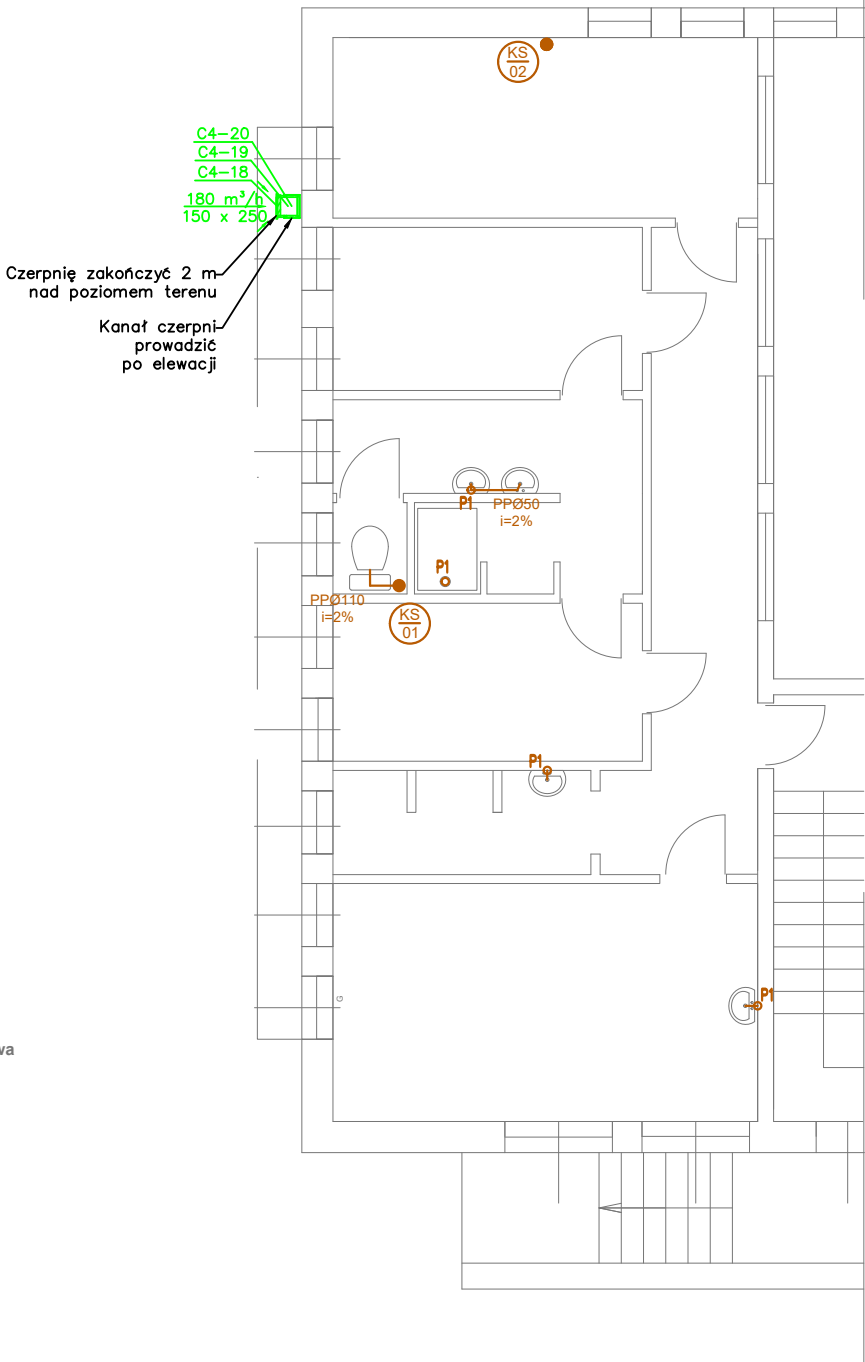 KS
02
C4-20
C4-19
C4-18
180 m³/h
150 x 250
Czerpnię zakończyć 2 m
nad poziomem terenu
Kanał czerpni
prowadzić
po elewacji
P1
PPØ50
i=2%
P1
PPØ110
i=2%
KS
01
P1
P1
G
wa